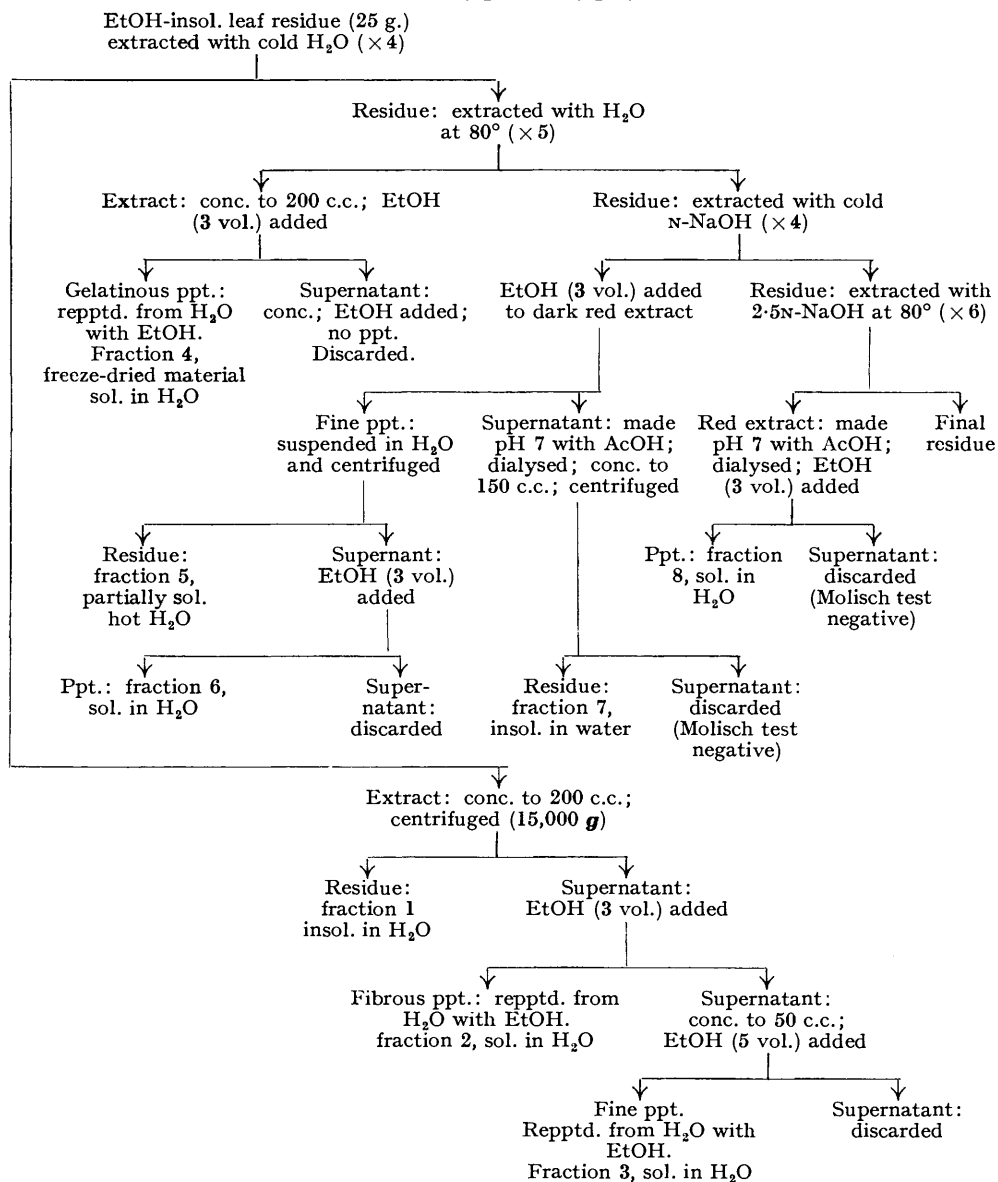 EtOH-insol. leaf residue (25 g.)
extracted with cold H₂O (×4)
Residue: extracted with H₂O
at 80° (×5)
Extract: conc. to 200 c.c.; EtOH
(3 vol.) added
Residue: extracted with cold
N-NaOH (×4)
Gelatinous ppt.:
repptd. from H₂O
with EtOH.
Fraction 4,
freeze-dried material
sol. in H₂O
Supernatant:
conc.; EtOH added;
no ppt.
Discarded.
EtOH (3 vol.) added
to dark red extract
Residue: extracted with
2·5N-NaOH at 80° (×6)
Fine ppt.:
suspended in H₂O
and centrifuged
Supernatant: made
pH 7 with AcOH;
dialysed; conc. to
150 c.c.; centrifuged
Red extract: made
pH 7 with AcOH;
dialysed; EtOH
(3 vol.) added
Final
residue
Residue:
fraction 5,
partially sol.
hot H₂O
Supernant:
EtOH (3 vol.)
added
Ppt.: fraction
8, sol. in
H₂O
Supernatant:
discarded
(Molisch test
negative)
Ppt.: fraction 6,
sol. in H₂O
Super-
natant:
discarded
Residue:
fraction 7,
insol. in water
Supernatant:
discarded
(Molisch test
negative)
Extract: conc. to 200 c.c.;
centrifuged (15,000 g)
Residue:
fraction 1
insol. in H₂O
Supernatant:
EtOH (3 vol.) added
Fibrous ppt.: repptd. from
H₂O with EtOH.
fraction 2, sol. in H₂O
Supernatant:
conc. to 50 c.c.;
EtOH (5 vol.) added
Fine ppt.
Repptd. from H₂O with
EtOH.
Fraction 3, sol. in H₂O
Supernatant:
discarded